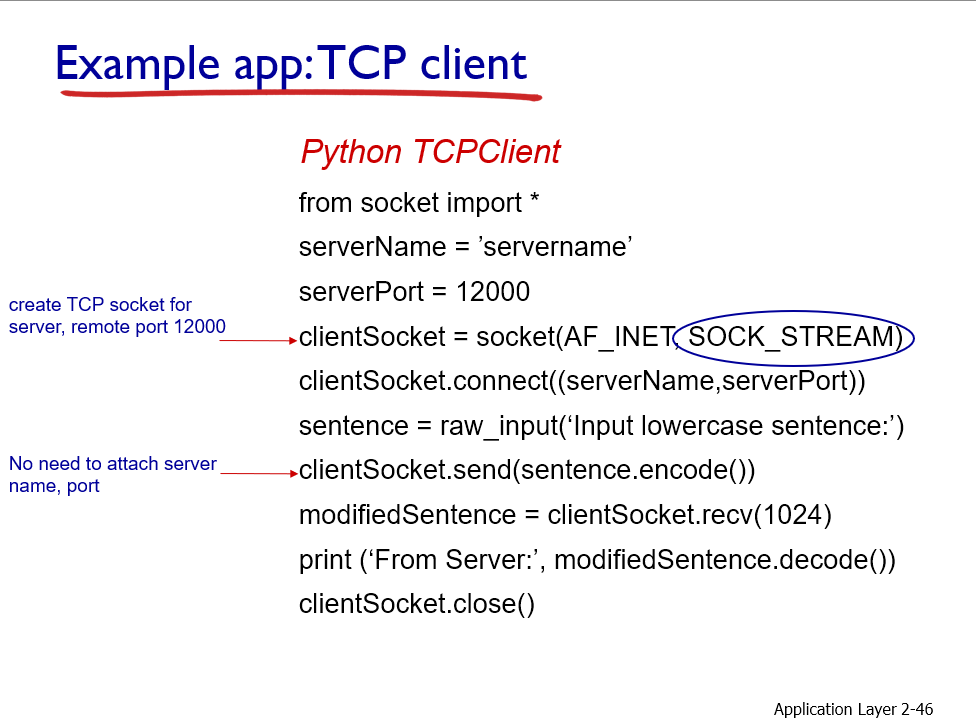 Example app: TCP client
Python TCPClient
from socket import *
serverName = ’servername’
serverPort = 12000
create TCP socket for
server, remote port 12000
clientSocket = socket(AF_INET, SOCK_STREAM)
clientSocket.connect((serverName,serverPort))
sentence = raw_input(‘Input lowercase sentence:’)
No need to attach server
name, port
clientSocket.send(sentence.encode())
modifiedSentence = clientSocket.recv(1024)
print (‘From Server:’, modifiedSentence.decode())
clientSocket.close()
Application Layer 2-46